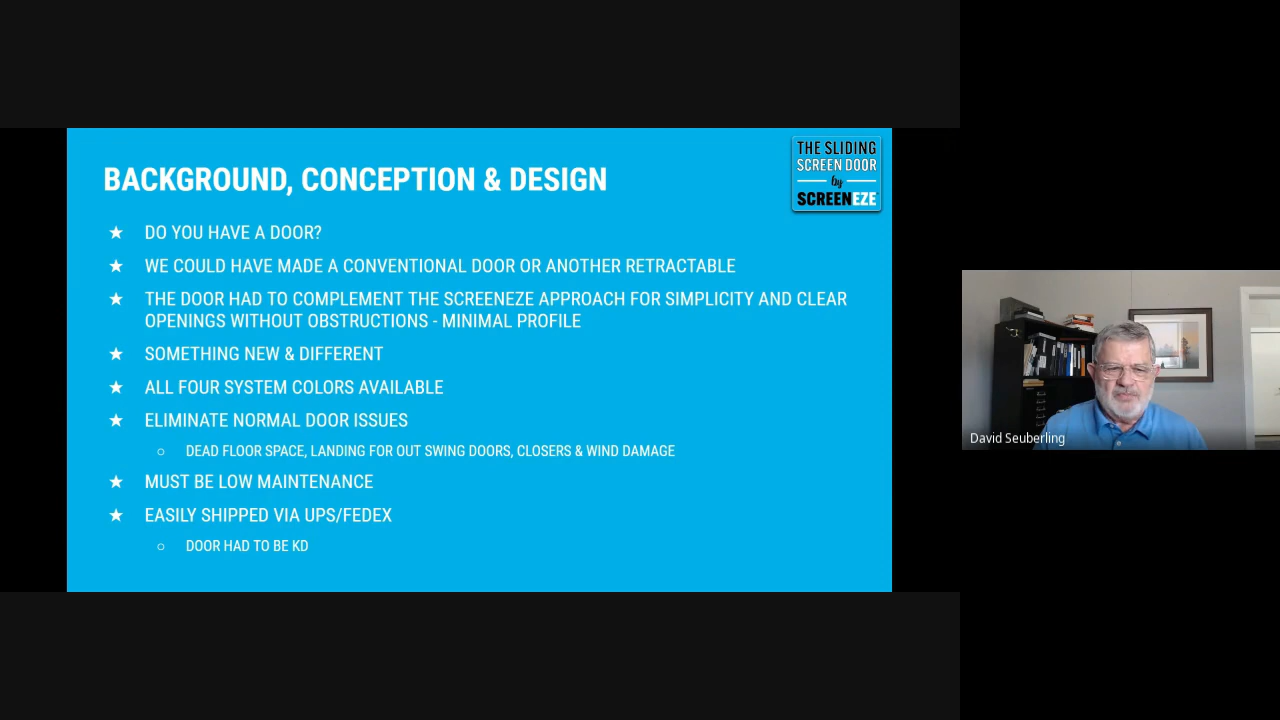 BACKGROUND, CONCEPTION & DESIGN
THE SLIDING
SCREEN DOOR
by
SCREENEZE
★ DO YOU HAVE A DOOR?
★ WE COULD HAVE MADE A CONVENTIONAL DOOR OR ANOTHER RETRACTABLE
★ THE DOOR HAD TO COMPLEMENT THE SCREENEZE APPROACH FOR SIMPLICITY AND CLEAR
OPENINGS WITHOUT OBSTRUCTIONS - MINIMAL PROFILE
★ SOMETHING NEW & DIFFERENT
★ ALL FOUR SYSTEM COLORS AVAILABLE
★ ELIMINATE NORMAL DOOR ISSUES
○ DEAD FLOOR SPACE, LANDING FOR OUT SWING DOORS, CLOSERS & WIND DAMAGE
★ MUST BE LOW MAINTENANCE
★ EASILY SHIPPED VIA UPS/FEDEX
○ DOOR HAD TO BE KD
David Seuberling